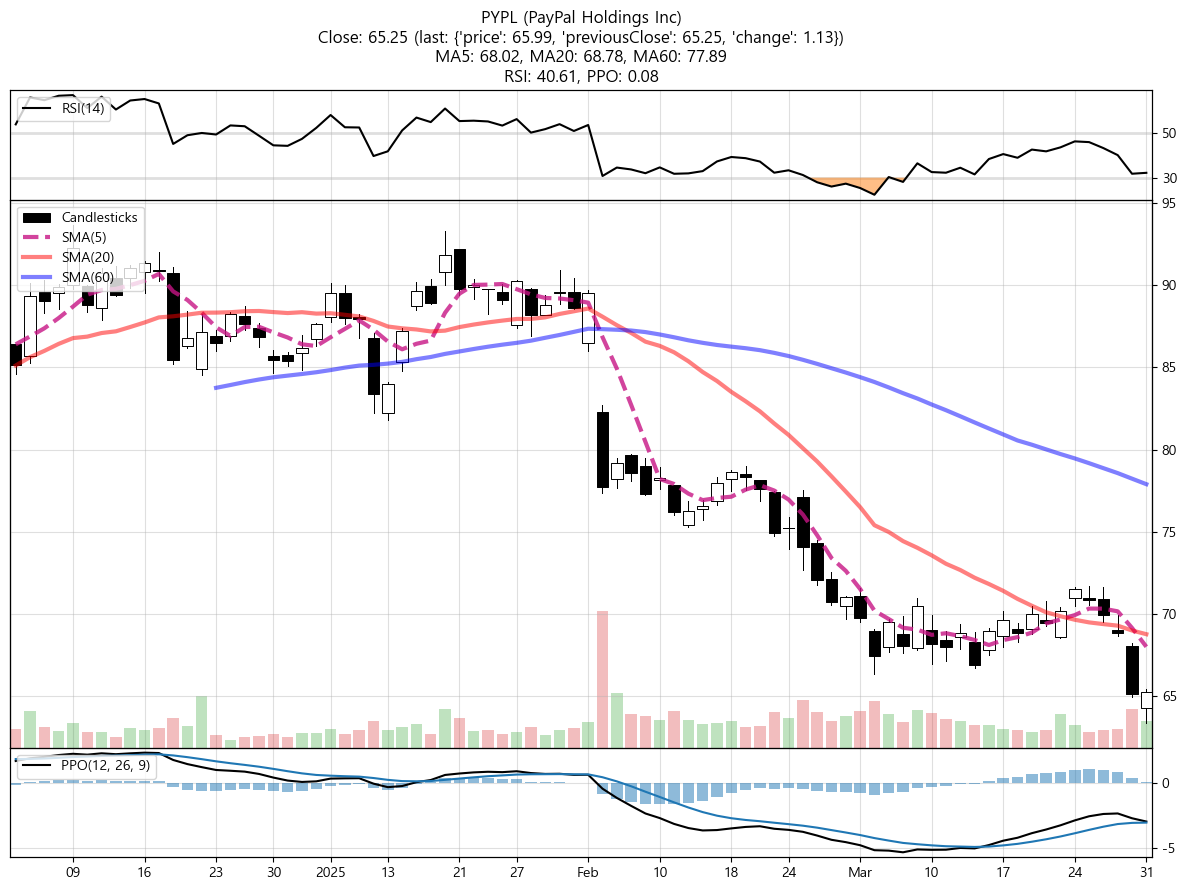 PYPL (PayPal Holdings Inc)
Close: 65.25 (last: {'price': 65.99, 'previousClose': 65.25, 'change': 1.13})
MA5: 68.02, MA20: 68.78, MA60: 77.89
RSI: 40.61, PPO: 0.08
RSI(14)
50
30
95
Candlesticks
SMA(5)
SMA(20)
SMA(60)
90
85
80
75
70
65
PPO(12, 26, 9)
0
-5
09 16 23 30 2025 13 21 27 Feb 10 18 24 Mar 10 17 24 31